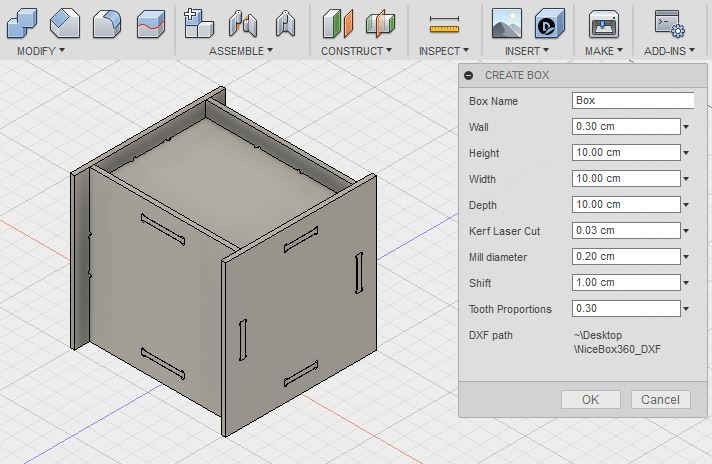 MODIFY ASSEMBLE CONSTRUCT INSPECT INSERT MAKE ADD-INS
CREATE BOX
Box Name Box
Wall 0.30 cm
Height 10.00 cm
Width 10.00 cm
Depth 10.00 cm
Kerf Laser Cut 0.03 cm
Mill diameter 0.20 cm
Shift 1.00 cm
Tooth Proportions 0.30
DXF path ~\Desktop
\NiceBox360_DXF
OK Cancel